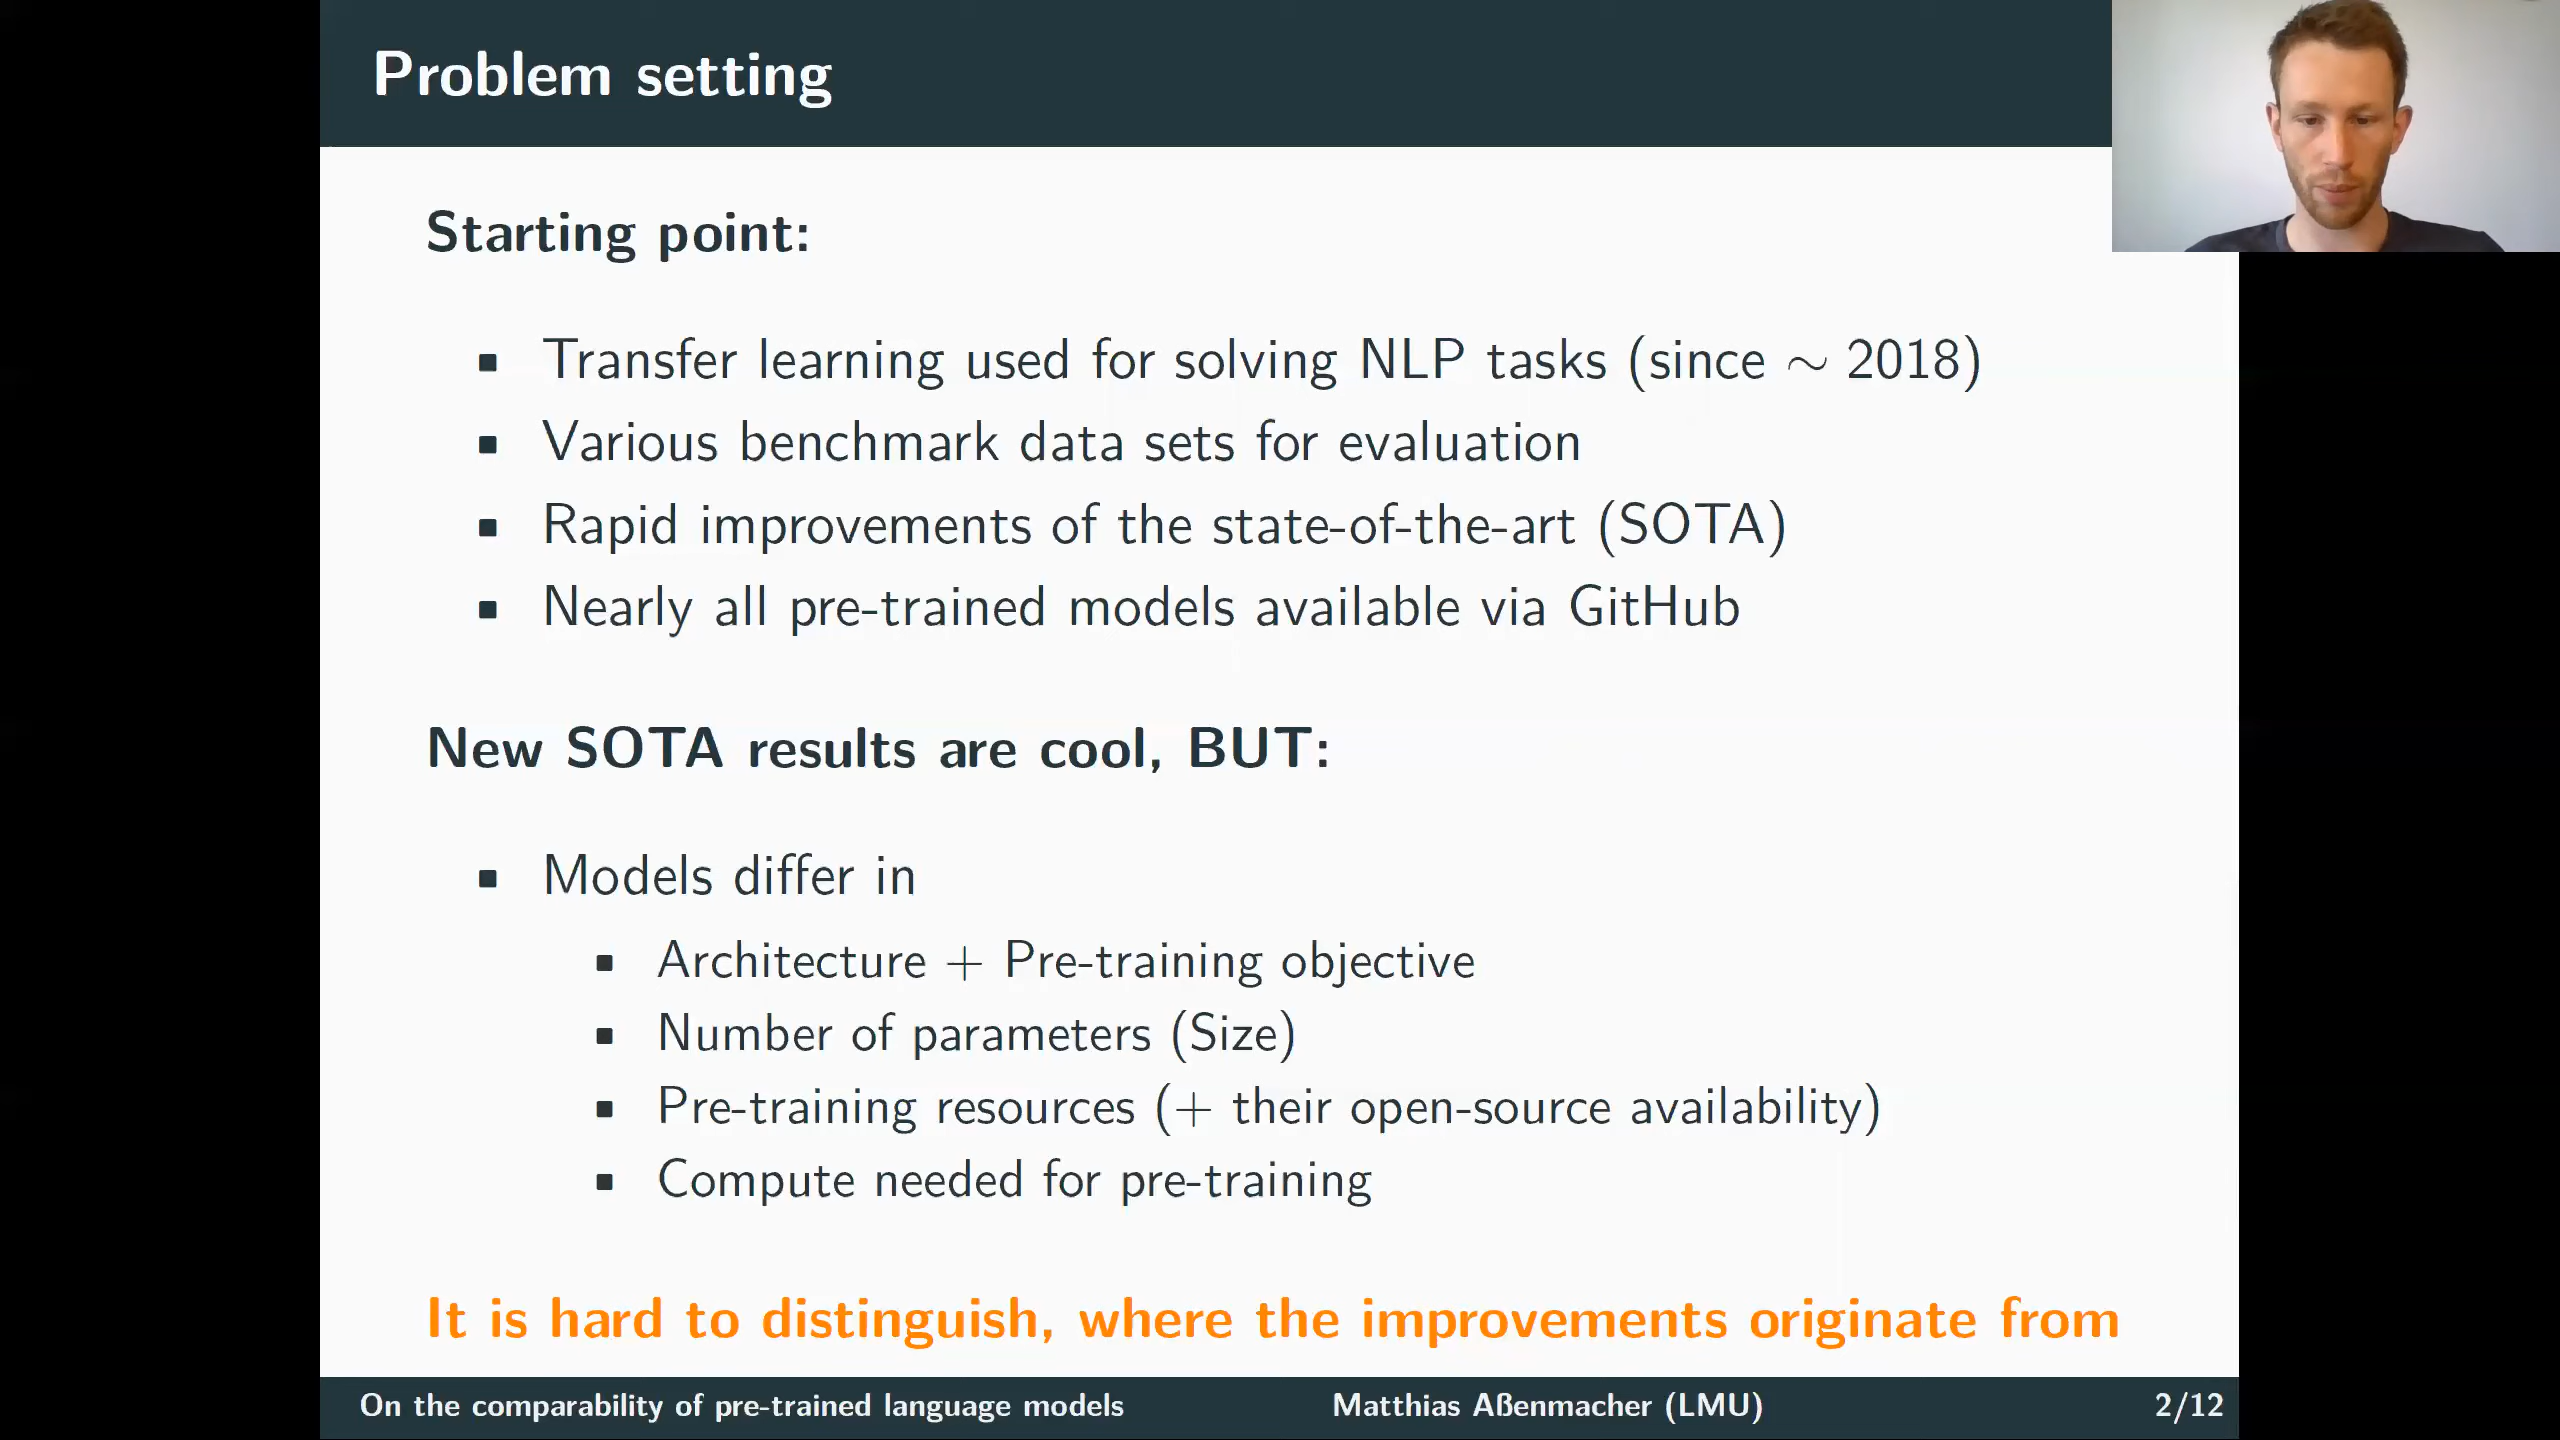 Problem setting
Starting point:
Transfer learning used for solving NLP tasks (since ∼ 2018)
Various benchmark data sets for evaluation
Rapid improvements of the state-of-the-art (SOTA)
Nearly all pre-trained models available via GitHub
New SOTA results are cool, BUT:
Models differ in
Architecture + Pre-training objective
Number of parameters (Size)
Pre-training resources (+ their open-source availability)
Compute needed for pre-training
It is hard to distinguish, where the improvements originate from
On the comparability of pre-trained language models Matthias Aßenmacher (LMU) 2/12